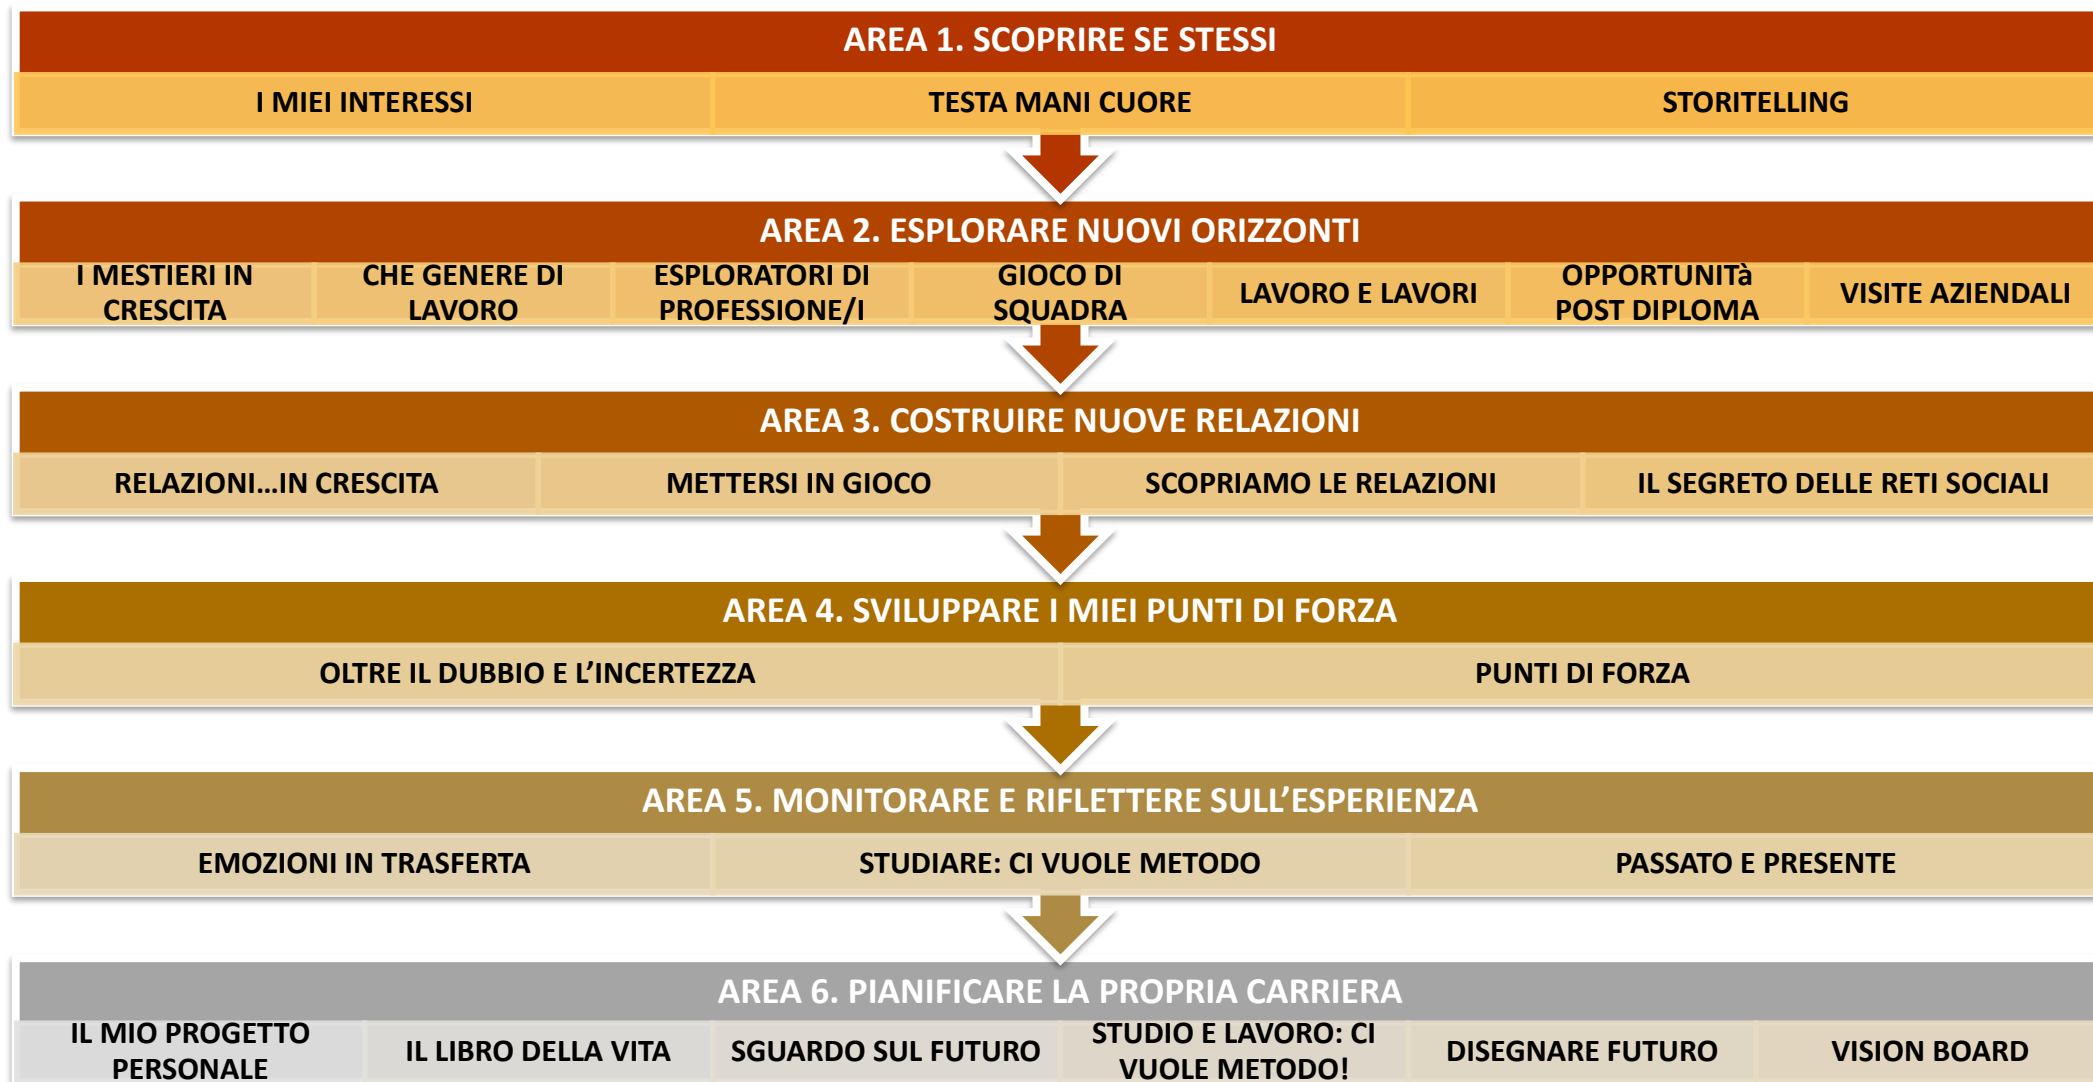 AREA 1. SCOPRIRE SE STESSI
I MIEI INTERESSI
TESTA MANI CUORE
STORITELLING
AREA 2. ESPLORARE NUOVI ORIZZONTI
I MESTIERI IN
CRESCITA
CHE GENERE DI
LAVORO
ESPLORATORI DI
PROFESSIONE/I
GIOCO DI
SQUADRA
LAVORO E LAVORI
OPPORTUNITà
POST DIPLOMA
VISITE AZIENDALI
AREA 3. COSTRUIRE NUOVE RELAZIONI
RELAZIONI...IN CRESCITA
METTERSI IN GIOCO
SCOPRIAMO LE RELAZIONI
IL SEGRETO DELLE RETI SOCIALI
AREA 4. SVILUPPARE I MIEI PUNTI DI FORZA
OLTRE IL DUBBIO E L’INCERTEZZA
PUNTI DI FORZA
AREA 5. MONITORARE E RIFLETTERE SULL’ESPERIENZA
EMOZIONI IN TRASFERTA
STUDIARE: CI VUOLE METODO
PASSATO E PRESENTE
AREA 6. PIANIFICARE LA PROPRIA CARRIERA
IL MIO PROGETTO
PERSONALE
IL LIBRO DELLA VITA
SGUARDO SUL FUTURO
STUDIO E LAVORO: CI
VUOLE METODO!
DISEGNARE FUTURO
VISION BOARD